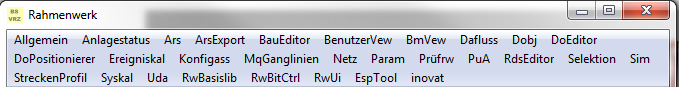 BS
VRZ
Rahmenwerk
Allgemein Anlagestatus Ars ArsExport BauEditor BenutzerVew BmVew Dafluss Dobj DoEditor
DoPositionierer Ereigniskal Konfigass MqGanglinien Netz Param Prüfrw PuA RdsEditor Selektion Sim
StreckenProfil Syskal Uda RwBasislib RwBitCtrl RwUi EspTool inovat